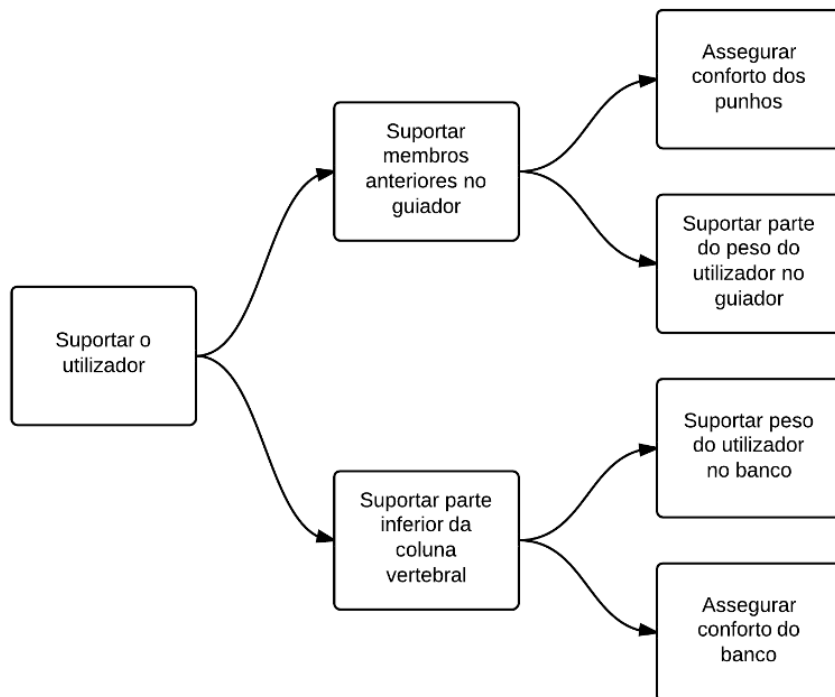 Assegurar
conforto dos
punhos
Suportar
membros
anteriores no
guiador
Suportar parte
do peso do
utilizador no
guiador
Suportar o
utilizador
Suportar peso
do utilizador
no banco
Suportar parte
inferior da
coluna
vertebral
Assegurar
conforto do
banco